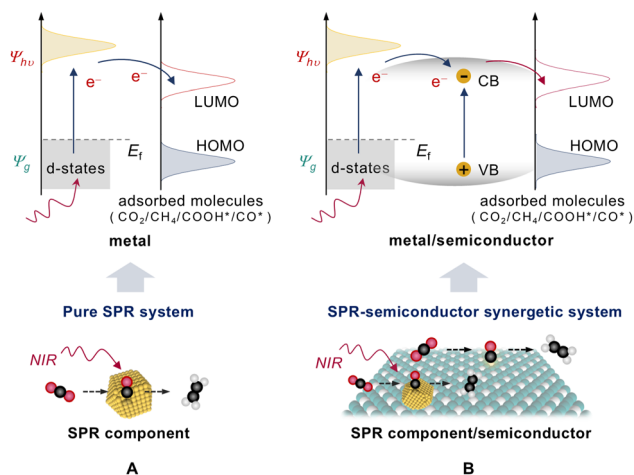 Ψhυ
e⁻
e⁻
LUMO
HOMO
Ef
Ψg
d-states
adsorbed molecules
(CO₂/CH₄/COOH*/CO*)
metal
Pure SPR system
NIR
SPR component
A
Ψhυ
e⁻
e⁻
CB
LUMO
HOMO
Ef
Ψg
d-states
VB
adsorbed molecules
(CO₂/CH₄/COOH*/CO*)
metal/semiconductor
SPR-semiconductor synergetic system
NIR
SPR component/semiconductor
B